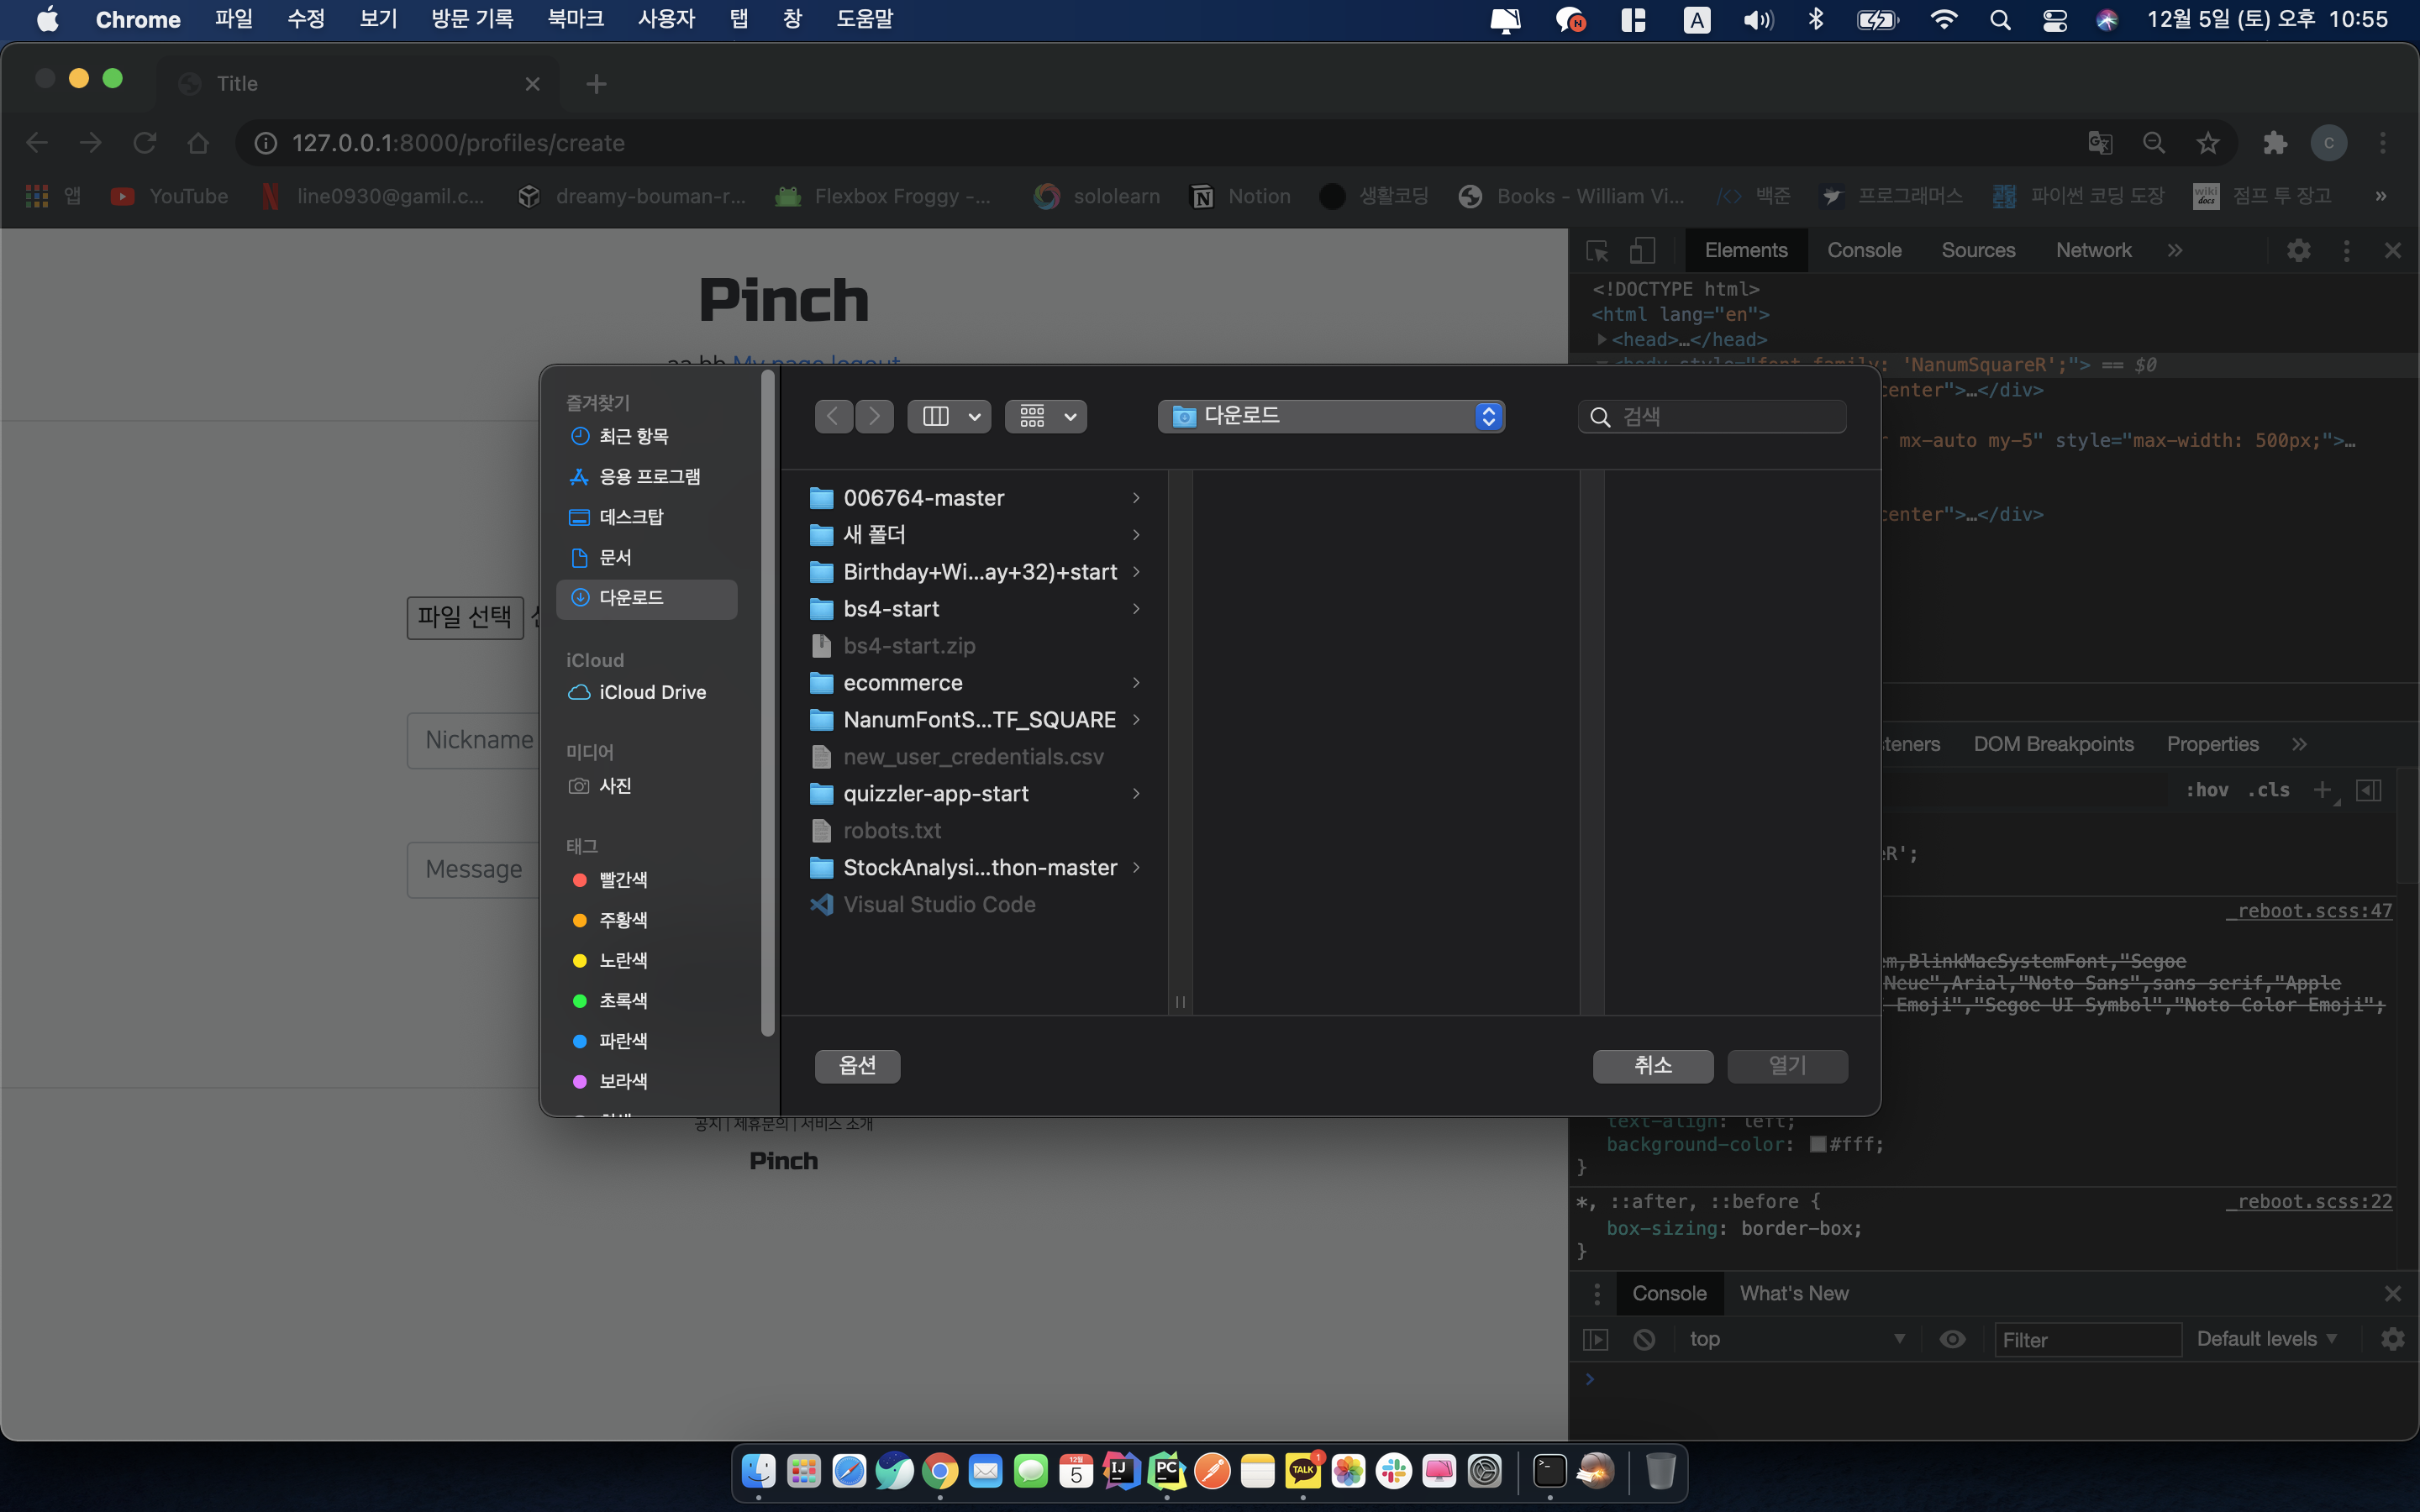 Chrome 파일 수정 보기 방문 기록 북마크 사용자 탭 창 도움말 A 12월 5일 (토) 오후 10:55
Title
127.0.0.1:8000/profiles/create
앱 YouTube line0930@gamil.c... dreamy-bouman-r... Flexbox Froggy -... sololearn Notion 생활코딩 Books - William Vi... 백준 프로그래머스 파이썬 코딩 도장 점프 투 장고 »
Pinch
aa bb My page logout
파일 선택
Nickname
Message
공지 | 제휴문의 | 서비스 소개
Pinch
즐겨찾기
최근 항목
응용 프로그램
데스크탑
문서
다운로드
iCloud
iCloud Drive
미디어
사진
태그
빨간색
주황색
노란색
초록색
파란색
보라색
다운로드
검색
006764-master
새 폴더
Birthday+Wi...ay+32)+start
bs4-start
bs4-start.zip
ecommerce
NanumFontS...TF_SQUARE
new_user_credentials.csv
quizzler-app-start
robots.txt
StockAnalysi...thon-master
Visual Studio Code
옵션 취소 열기
Elements Console Sources Network »
<!DOCTYPE html>
<html lang="en">
<head>…</head>
<body style="font-family: 'NanumSquareR';"> == $0
center">…</div>
r mx-auto my-5" style="max-width: 500px;">…
center">…</div>
steners DOM Breakpoints Properties »
:hov .cls +
eR';
_reboot.scss:47
em,BlinkMacSystemFont,"Segoe
Neue",Arial,"Noto Sans",sans-serif,"Apple
Emoji","Segoe UI Symbol","Noto Color Emoji";
text-align: left;
background-color: #fff;
}
*, ::after, ::before {
_reboot.scss:22
box-sizing: border-box;
}
Console What's New
top Filter Default levels
12월 5 IJ PC TALK 1